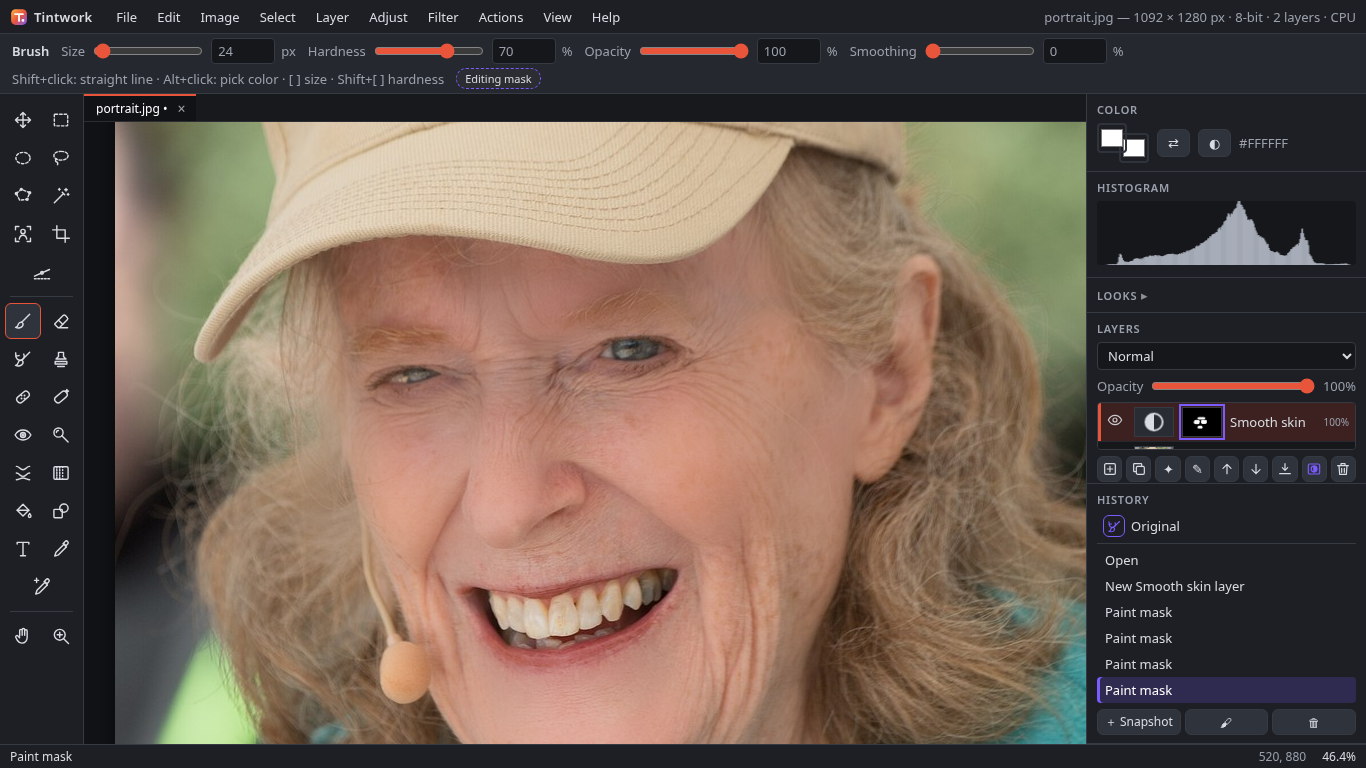 Tintwork File Edit Image Select Layer Adjust Filter Actions View Help portrait.jpg — 1092 × 1280 px · 8-bit · 2 layers · CPU
Brush Size 24 px Hardness 70 % Opacity 100 % Smoothing 0 %
Shift+click: straight line · Alt+click: pick color · [ ] size · Shift+[ ] hardness Editing mask
portrait.jpg • ×
COLOR
#FFFFFF
HISTOGRAM
LOOKS ▸
LAYERS
Normal
Opacity 100%
Smooth skin 100%
HISTORY
Original
Open
New Smooth skin layer
Paint mask
Paint mask
Paint mask
Paint mask
+ Snapshot
Paint mask 520, 880 46.4%